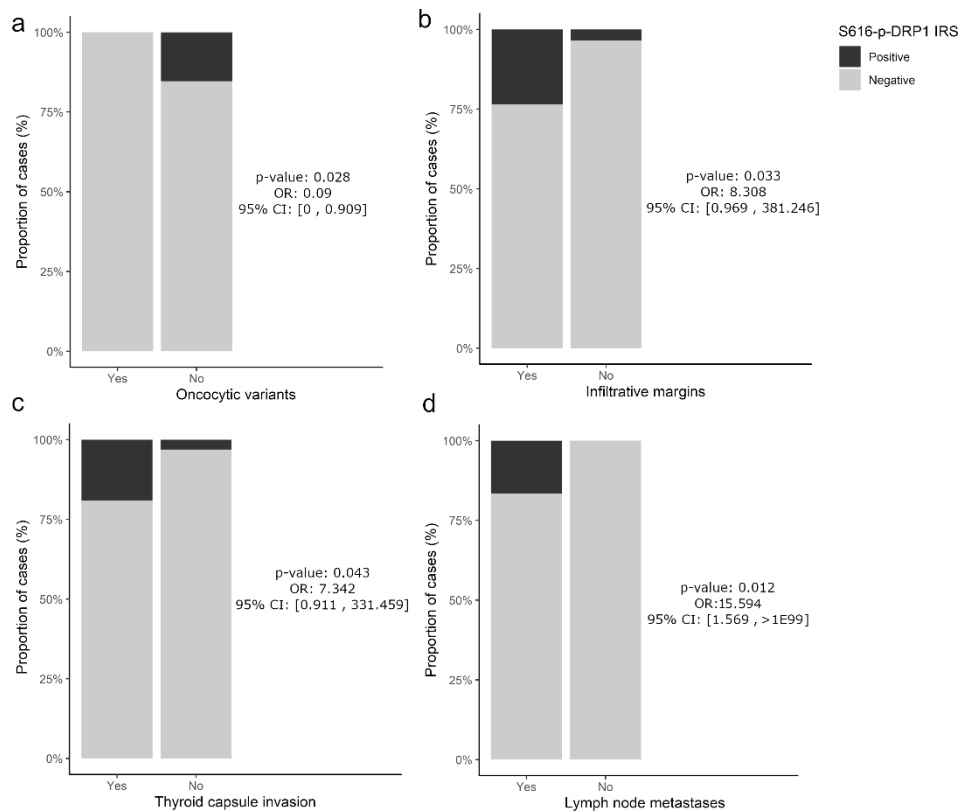 S616-p-DRP1 IRS
Positive
Negative
a
Proportion of cases (%)
100%
75%
50%
25%
0%
p-value: 0.028
OR: 0.09
95% CI: [0 , 0.909]
Yes
No
Oncocytic variants
b
Proportion of cases (%)
100%
75%
50%
25%
0%
p-value: 0.033
OR: 8.308
95% CI: [0.969 , 381.246]
Yes
No
Infiltrative margins
c
Proportion of cases (%)
100%
75%
50%
25%
0%
p-value: 0.043
OR: 7.342
95% CI: [0.911 , 331.459]
Yes
No
Thyroid capsule invasion
d
Proportion of cases (%)
100%
75%
50%
25%
0%
p-value: 0.012
OR:15.594
95% CI: [1.569 , >1E99]
Yes
No
Lymph node metastases